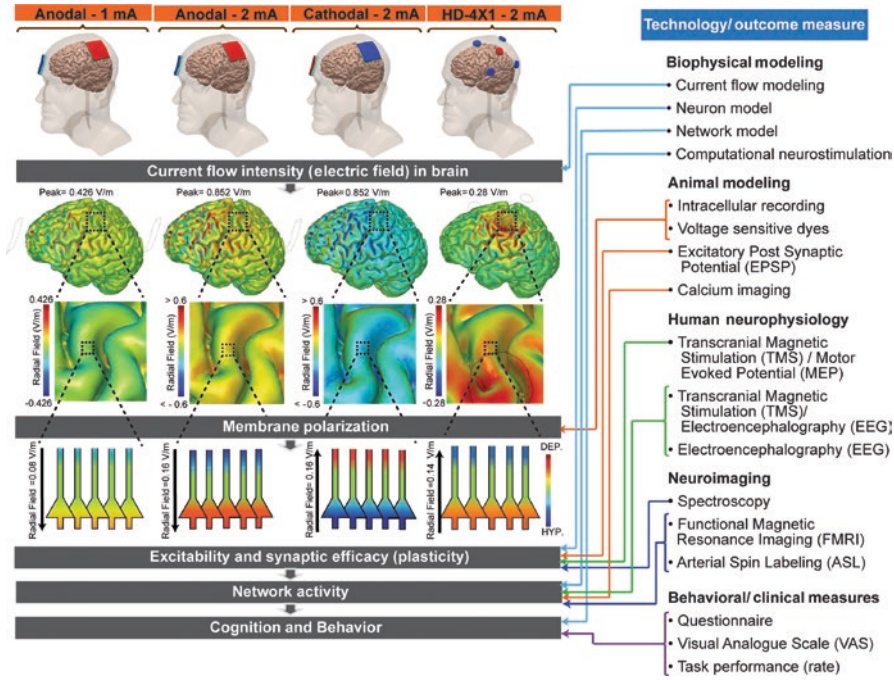 Anodal - 1 mA
Anodal - 2 mA
Cathodal - 2 mA
HD-4X1 - 2 mA
Current flow intensity (electric field) in brain
Peak= 0.426 V/m
Peak= 0.852 V/m
Peak=0.852 V/m
Peak=0.28 V/m
0.426
Radial Field (V/m)
-0.426
> 0.6
Radial Field (V/m)
< - 0.6
> 0.6
Radial Field (V/m)
< - 0.6
0.28
Radial Field (V/m)
-0.28
Membrane polarization
Radial Field =0.08 V/m
Radial Field =0.16 V/m
Radial Field= 0.16 V/m
Radial Field = 0.14 V/m
DEP.
HYP.
Excitability and synaptic efficacy (plasticity)
Network activity
Cognition and Behavior
Technology/ outcome measure
Biophysical modeling
• Current flow modeling
• Neuron model
• Network model
• Computational neurostimulation
Animal modeling
• Intracellular recording
• Voltage sensitive dyes
• Excitatory Post Synaptic
Potential (EPSP)
• Calcium imaging
Human neurophysiology
• Transcranial Magnetic
Stimulation (TMS) / Motor
Evoked Potential (MEP)
• Transcranial Magnetic
Stimulation (TMS)/
Electroencephalography (EEG)
• Electroencephalography (EEG)
Neuroimaging
• Spectroscopy
• Functional Magnetic
Resonance Imaging (FMRI)
• Arterial Spin Labeling (ASL)
Behavioral/ clinical measures
• Questionnaire
• Visual Analogue Scale (VAS)
• Task performance (rate)